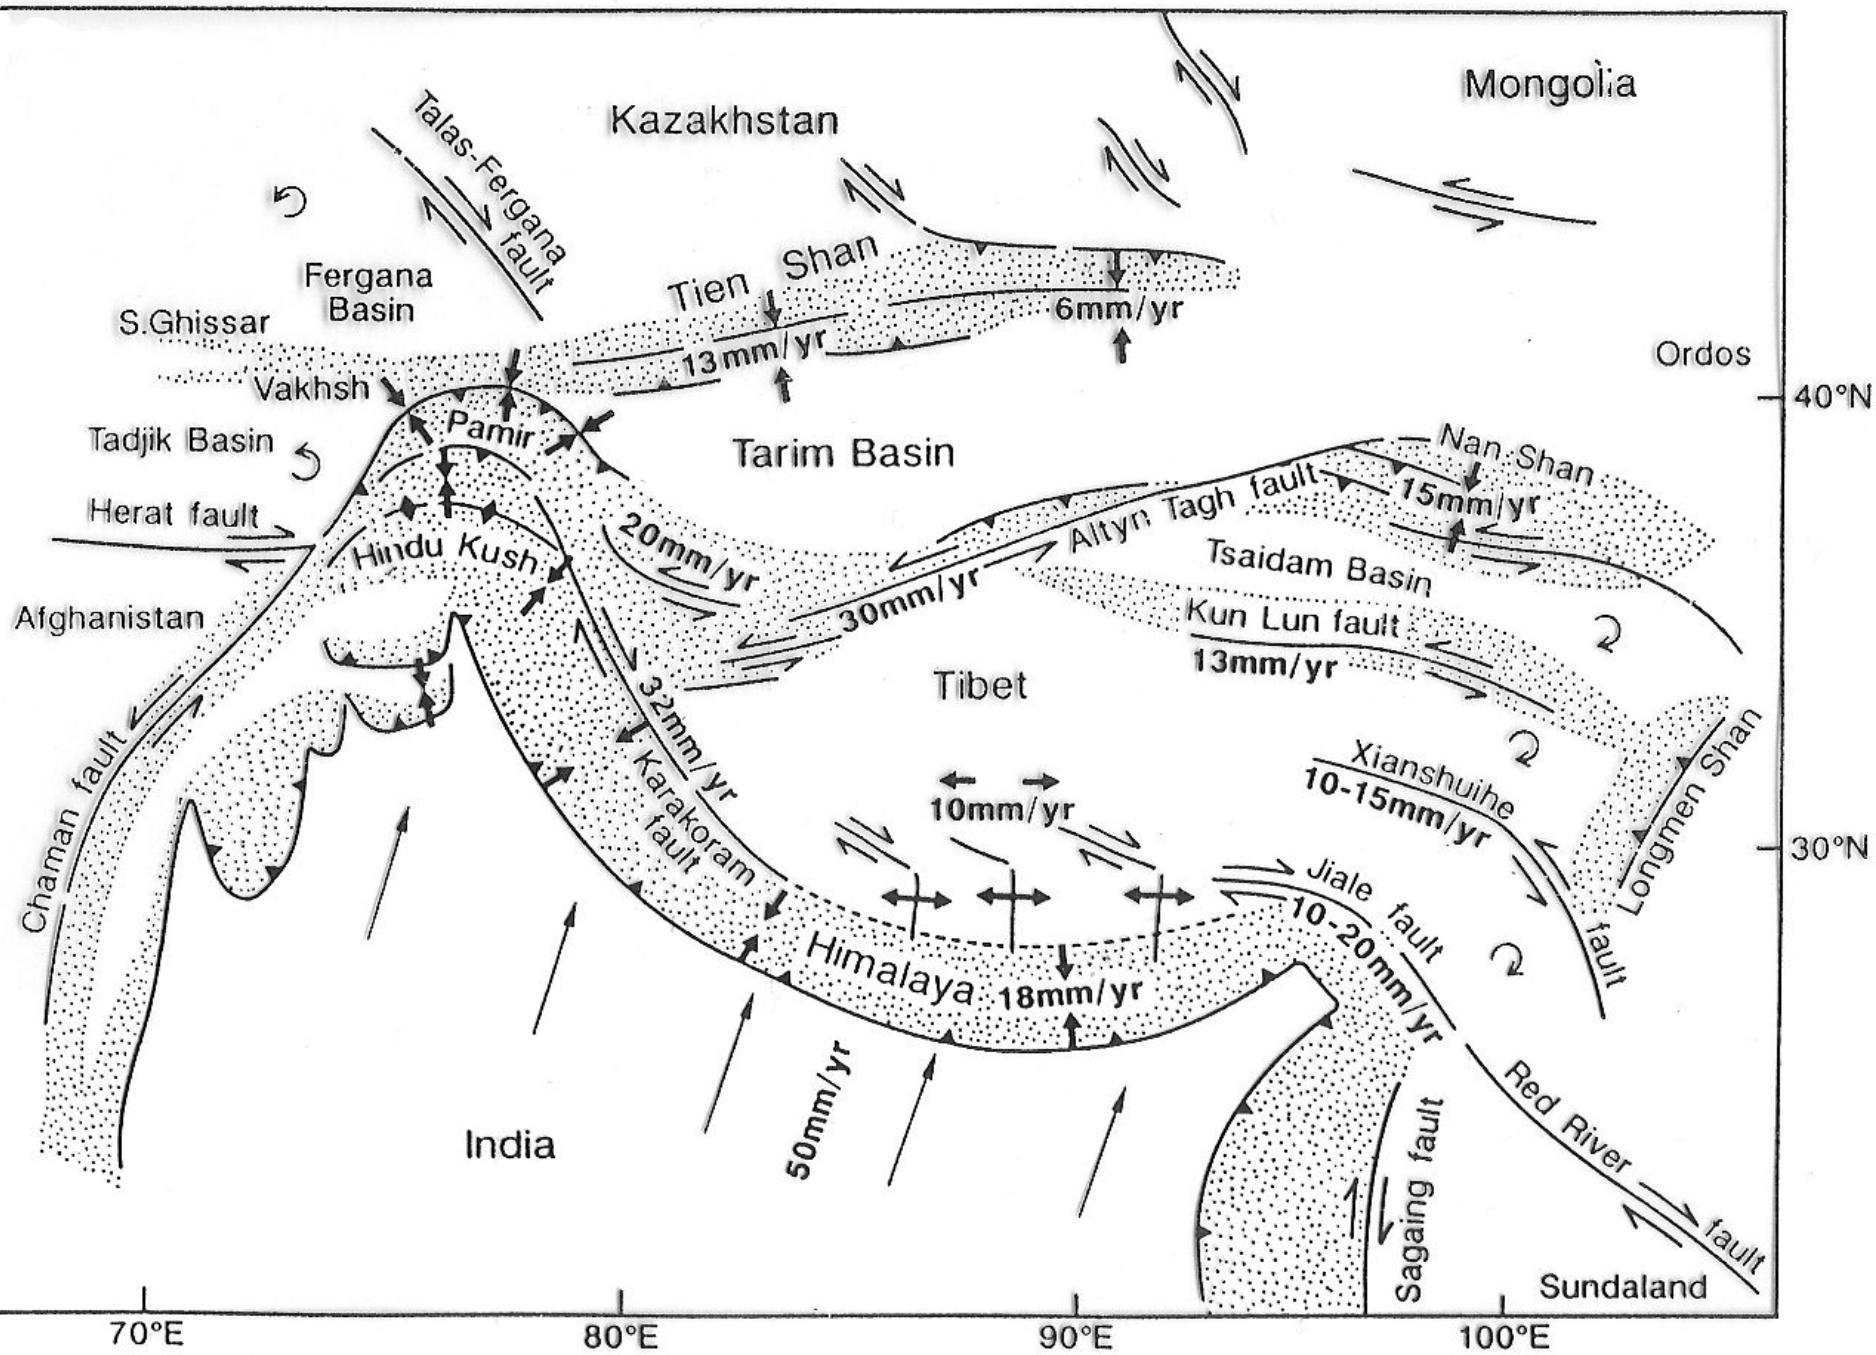 Mongolia
Kazakhstan
Talas-Fergana
fault
Fergana
Basin
Tien Shan
S.Ghissar
6mm/yr
13mm/yr
Ordos
Vakhsh
40°N
Pamir
Tadjik Basin
Tarim Basin
Nan Shan
15mm/yr
Herat fault
Altyn Tagh fault
20mm/yr
Hindu Kush
Tsaidam Basin
30mm/yr
Afghanistan
Kun Lun fault
13mm/yr
Tibet
32mm/yr
Karakoram
fault
Chaman fault
Xianshuihe
fault
10-15mm/yr
Longmen Shan
10mm/yr
30°N
Jiale fault
10-20mm/yr
Himalaya
18mm/yr
50mm/yr
India
Red River
fault
Sagaing fault
Sundaland
70°E
80°E
90°E
100°E